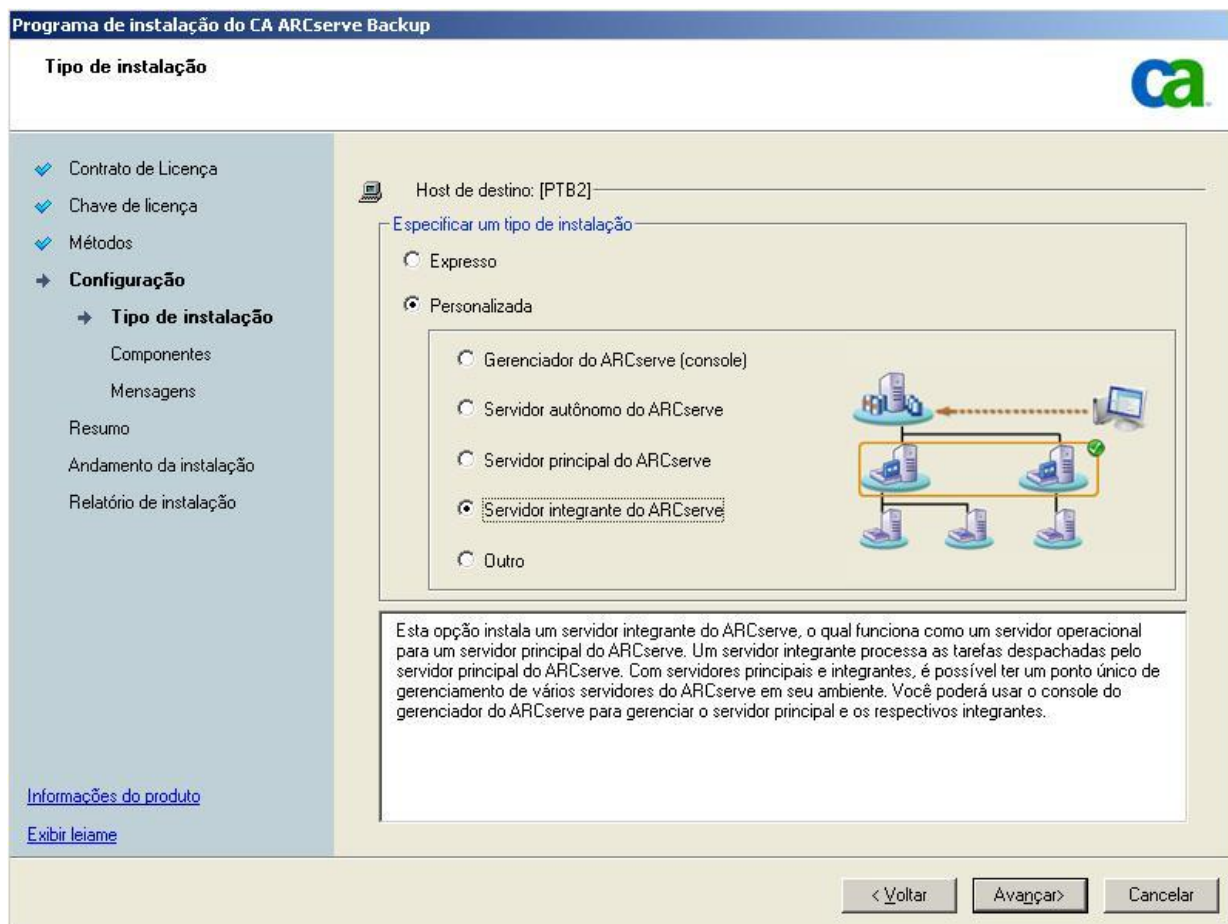 Programa de instalação do CA ARCserve Backup
Tipo de instalação
ca
Contrato de Licença
Chave de licença
Métodos
Configuração
Tipo de instalação
Componentes
Mensagens
Resumo
Andamento da instalação
Relatório de instalação
Informações do produto
Exibir leiame
Host de destino: [PTB2]
Especificar um tipo de instalação
Expresso
Personalizada
Gerenciador do ARCserve (console)
Servidor autônomo do ARCserve
Servidor principal do ARCserve
Servidor integrante do ARCserve
Outro
Esta opção instala um servidor integrante do ARCserve, o qual funciona como um servidor operacional
para um servidor principal do ARCserve. Um servidor integrante processa as tarefas despachadas pelo
servidor principal do ARCserve. Com servidores principais e integrantes, é possível ter um ponto único de
gerenciamento de vários servidores do ARCserve em seu ambiente. Você poderá usar o console do
gerenciador do ARCserve para gerenciar o servidor principal e os respectivos integrantes.
< Voltar
Avançar>
Cancelar